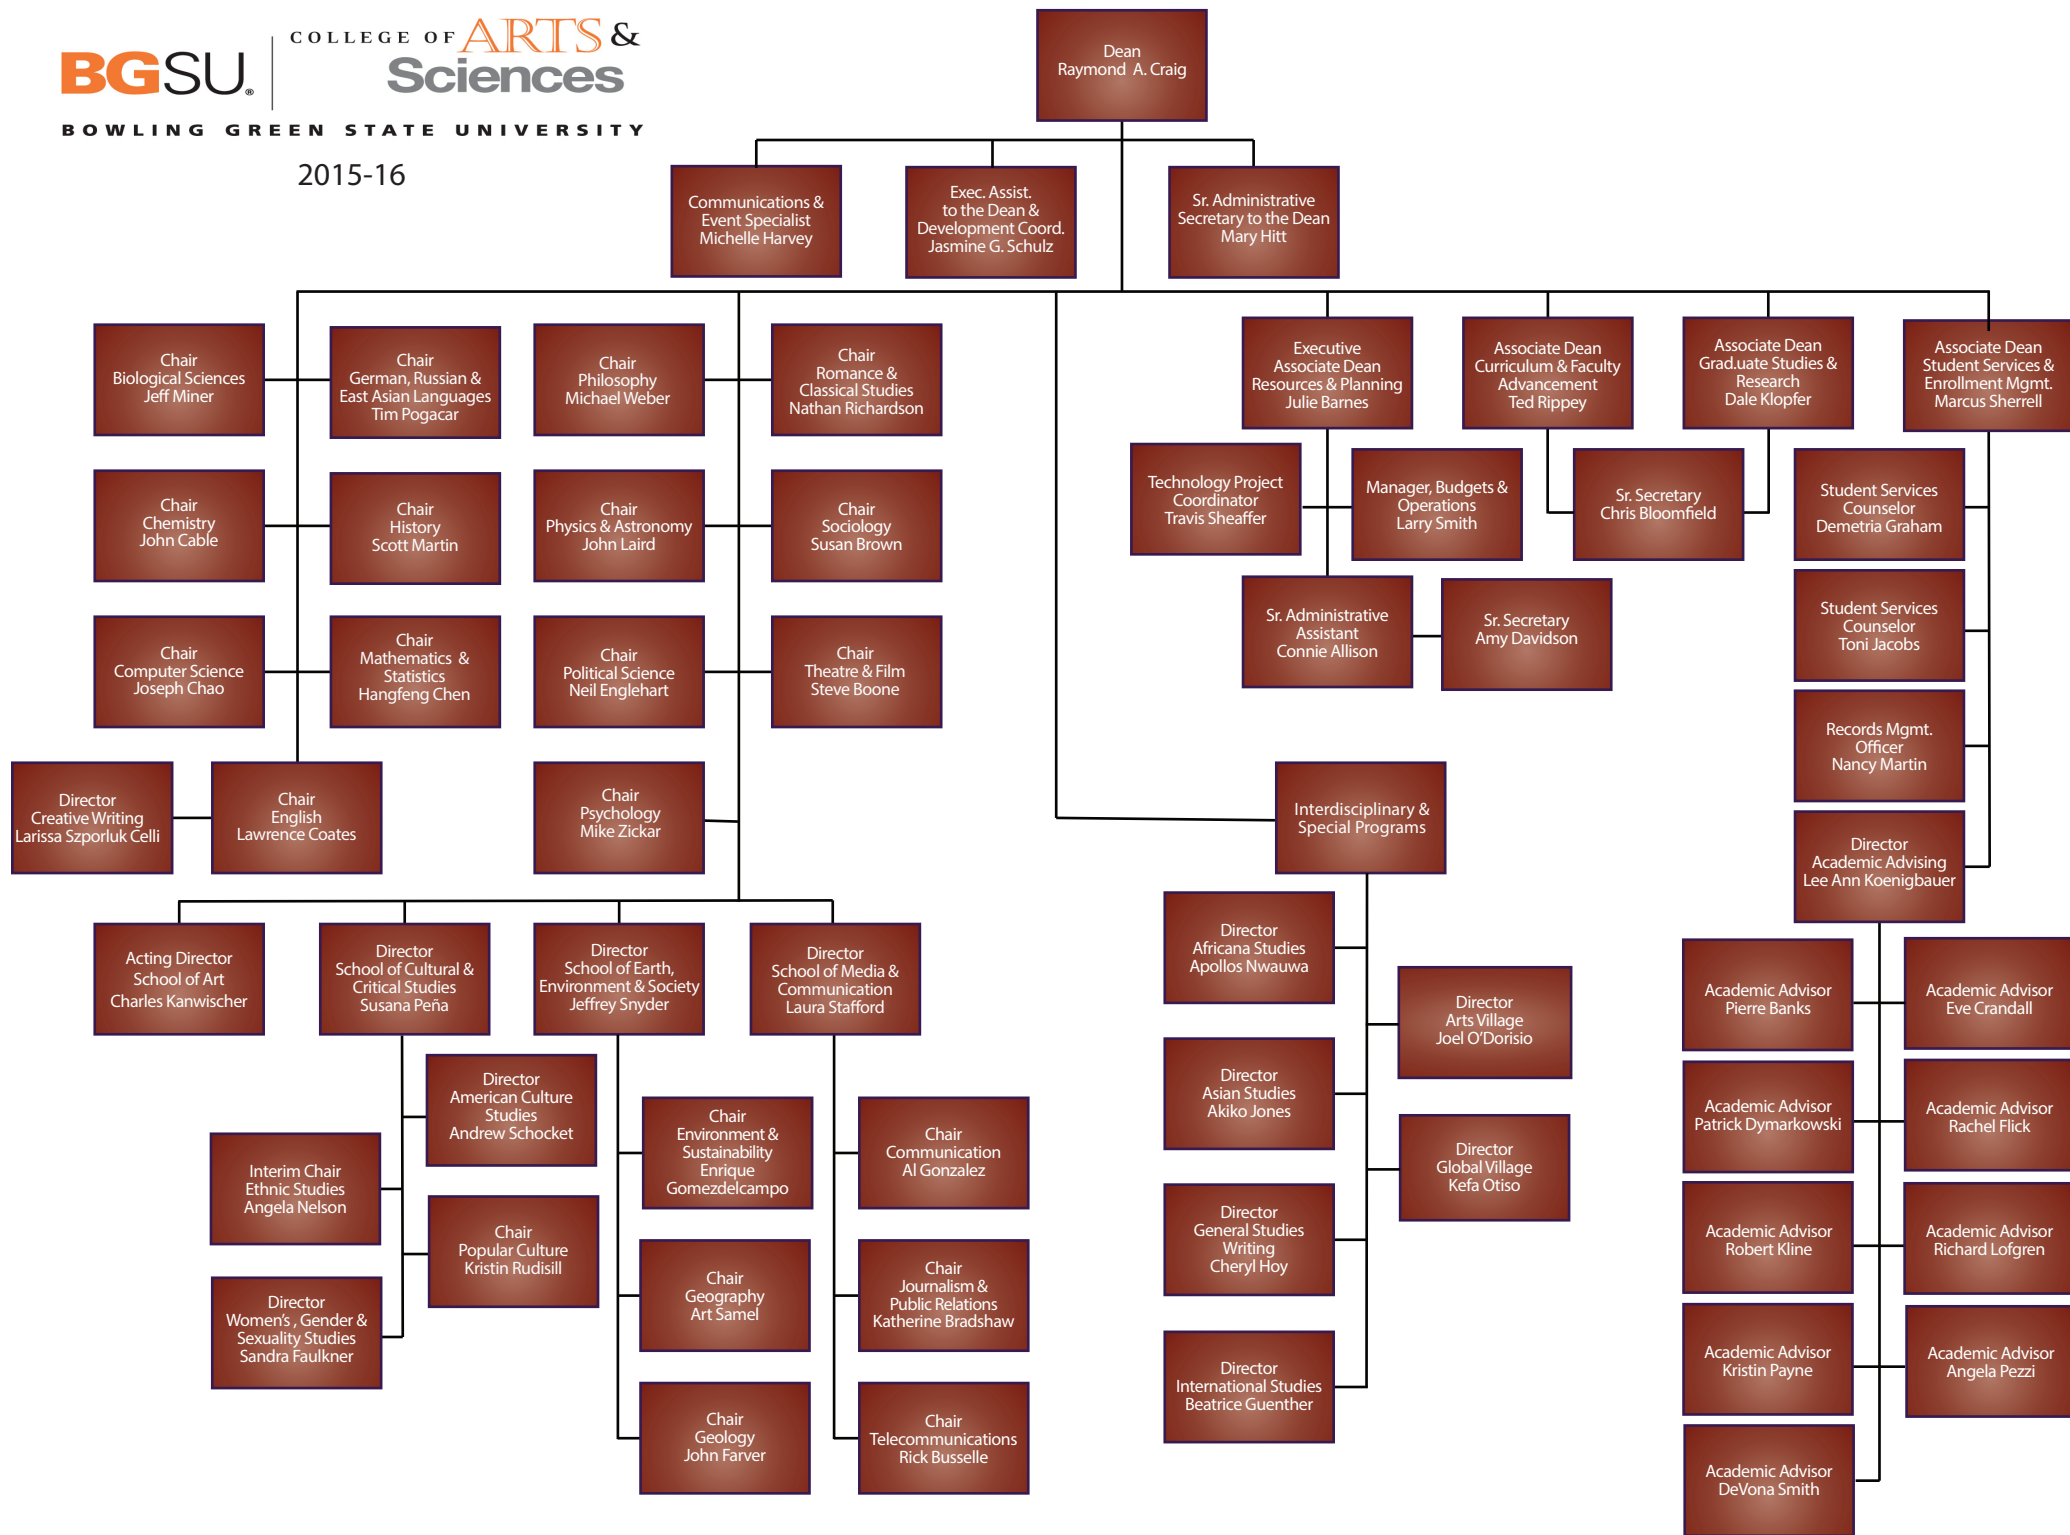 COLLEGE OF ARTS &
BGSU® Sciences
BOWLING GREEN STATE UNIVERSITY
2015-16
Dean
Raymond A. Craig
Communications &
Event Specialist
Michelle Harvey
Exec. Assist.
to the Dean &
Development Coord.
Jasmine G. Schulz
Sr. Administrative
Secretary to the Dean
Mary Hitt
Chair
Biological Sciences
Jeff Miner
Chair
German, Russian &
East Asian Languages
Tim Pogacar
Chair
Philosophy
Michael Weber
Chair
Romance &
Classical Studies
Nathan Richardson
Executive
Associate Dean
Resources & Planning
Julie Barnes
Associate Dean
Curriculum & Faculty
Advancement
Ted Rippey
Associate Dean
Grad.uate Studies &
Research
Dale Klopfer
Associate Dean
Student Services &
Enrollment Mgmt.
Marcus Sherrell
Chair
Chemistry
John Cable
Chair
History
Scott Martin
Chair
Physics & Astronomy
John Laird
Chair
Sociology
Susan Brown
Technology Project
Coordinator
Travis Sheaffer
Manager, Budgets &
Operations
Larry Smith
Sr. Secretary
Chris Bloomfield
Student Services
Counselor
Demetria Graham
Chair
Computer Science
Joseph Chao
Chair
Mathematics &
Statistics
Hangfeng Chen
Chair
Political Science
Neil Englehart
Chair
Theatre & Film
Steve Boone
Sr. Administrative
Assistant
Connie Allison
Sr. Secretary
Amy Davidson
Student Services
Counselor
Toni Jacobs
Records Mgmt.
Officer
Nancy Martin
Director
Creative Writing
Larissa Szporluk Celli
Chair
English
Lawrence Coates
Chair
Psychology
Mike Zickar
Interdisciplinary &
Special Programs
Director
Academic Advising
Lee Ann Koenigbauer
Acting Director
School of Art
Charles Kanwischer
Director
School of Cultural &
Critical Studies
Susana Peña
Director
School of Earth,
Environment & Society
Jeffrey Snyder
Director
School of Media &
Communication
Laura Stafford
Director
Africana Studies
Apollos Nwauwa
Director
Arts Village
Joel O'Dorisio
Academic Advisor
Pierre Banks
Academic Advisor
Eve Crandall
Director
American Culture
Studies
Andrew Schocket
Chair
Environment &
Sustainability
Enrique
Gomezdelcampo
Chair
Communication
Al Gonzalez
Director
Asian Studies
Akiko Jones
Director
Global Village
Kefa Otiso
Academic Advisor
Patrick Dymarkowski
Academic Advisor
Rachel Flick
Interim Chair
Ethnic Studies
Angela Nelson
Chair
Popular Culture
Kristin Rudisill
Chair
Geography
Art Samel
Chair
Journalism &
Public Relations
Katherine Bradshaw
Director
General Studies
Writing
Cheryl Hoy
Academic Advisor
Robert Kline
Academic Advisor
Richard Lofgren
Director
Women's , Gender &
Sexuality Studies
Sandra Faulkner
Chair
Geology
John Farver
Chair
Telecommunications
Rick Busselle
Director
International Studies
Beatrice Guenther
Academic Advisor
Kristin Payne
Academic Advisor
Angela Pezzi
Academic Advisor
DeVona Smith